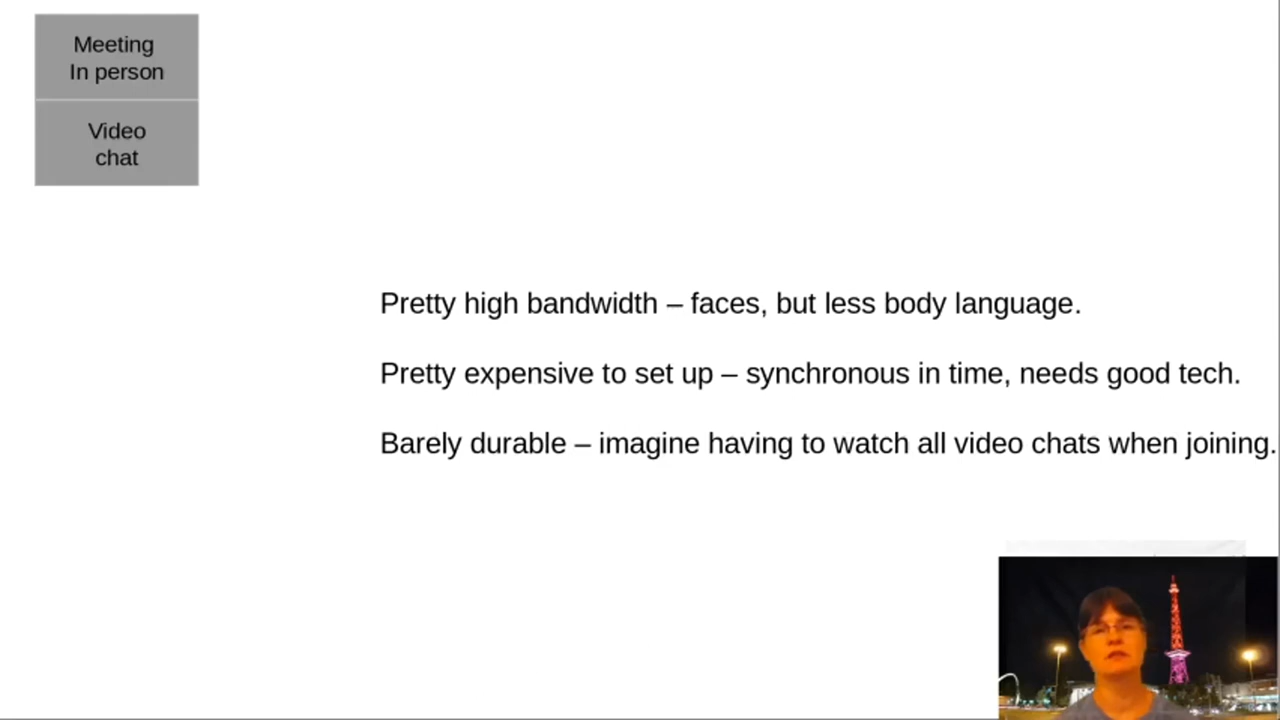 Meeting
In person
Video
chat
Pretty high bandwidth – faces, but less body language.
Pretty expensive to set up – synchronous in time, needs good tech.
Barely durable – imagine having to watch all video chats when joining.